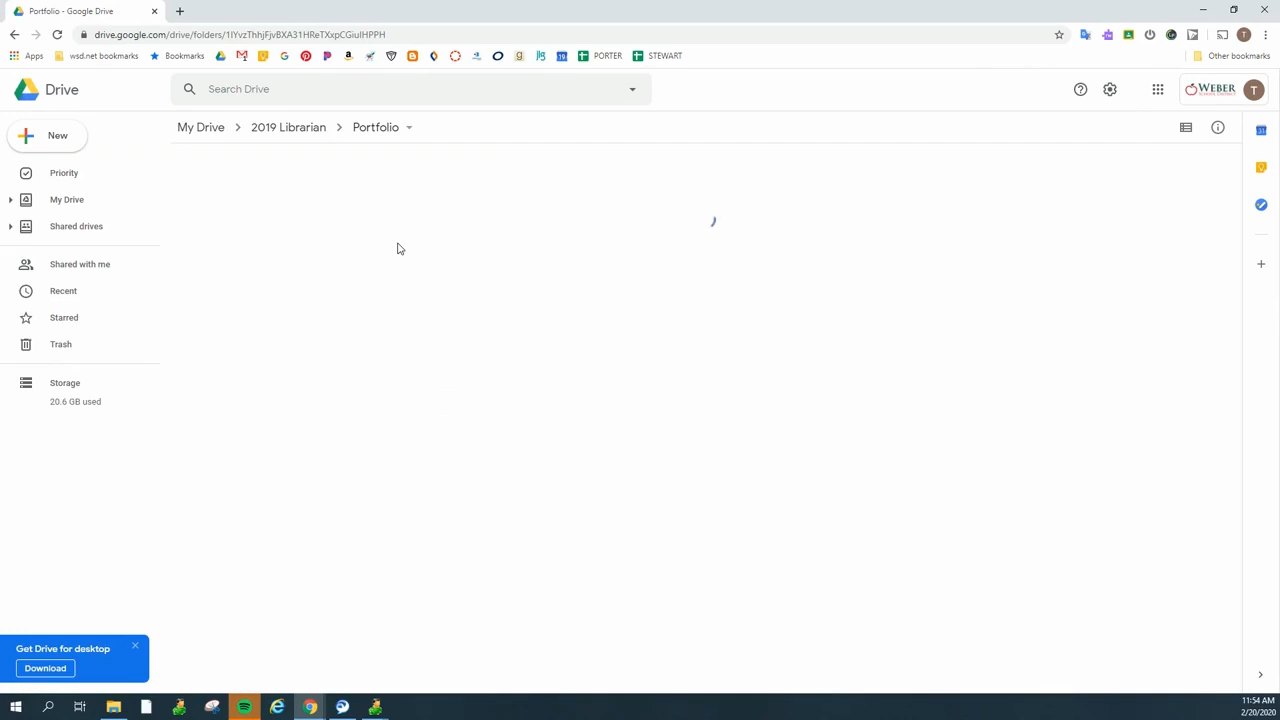 Portfolio - Google Drive
drive.google.com/drive/folders/1IYvzThhjFjvBXA31HReTXxpCGiulHPPH
Apps
wsd.net bookmarks
Bookmarks
PORTER
STEWART
Other bookmarks
Drive
Search Drive
WEBER
T
New
My Drive > 2019 Librarian > Portfolio
Priority
My Drive
Shared drives
Shared with me
Recent
Starred
Trash
Storage
20.6 GB used
Get Drive for desktop
Download
11:54 AM
2/20/2020